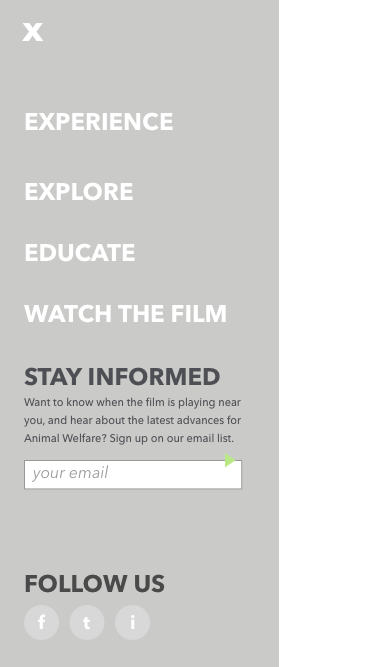 X
EXPERIENCE
EXPLORE
EDUCATE
WATCH THE FILM
STAY INFORMED
Want to know when the film is playing near
you, and hear about the latest advances for
Animal Welfare? Sign up on our email list.
your email
FOLLOW US
f t i